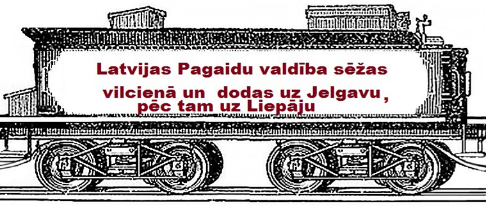 Latvijas Pagaidu valdība sēžas
vilcienā un dodas uz Jelgavu ,
pēc tam uz Liepāju